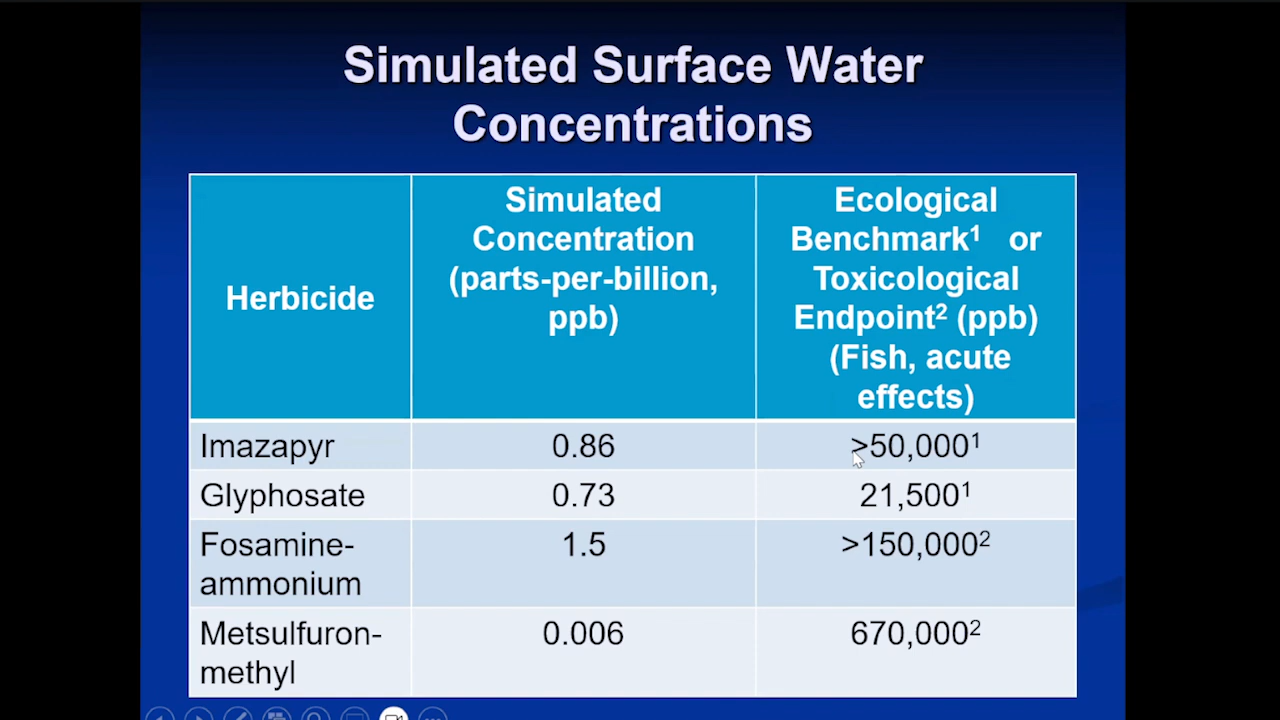 Simulated Surface Water
Concentrations
Herbicide
Simulated
Concentration
(parts-per-billion,
ppb)
Ecological
Benchmark¹ or
Toxicological
Endpoint² (ppb)
(Fish, acute
effects)
Imazapyr
0.86
>50,000¹
Glyphosate
0.73
21,500¹
Fosamine-
ammonium
1.5
>150,000²
Metsulfuron-
methyl
0.006
670,000²